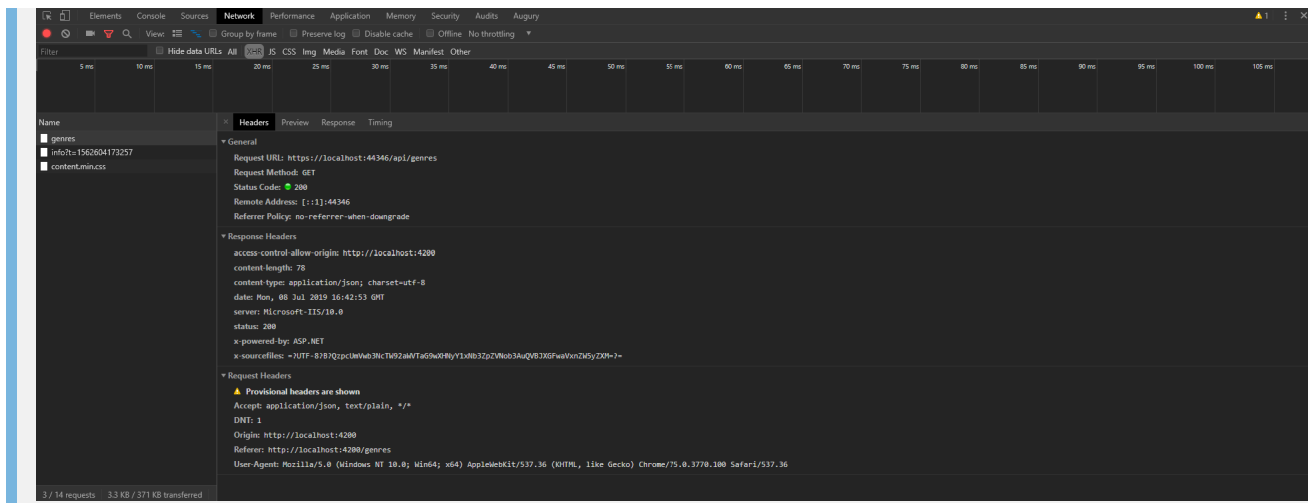 Elements Console Sources Network Performance Application Memory Security Audits Augury 1
View: Group by frame Preserve log Disable cache Offline No throttling
Filter Hide data URLs All XHR JS CSS Img Media Font Doc WS Manifest Other
5 ms 10 ms 15 ms 20 ms 25 ms 30 ms 35 ms 40 ms 45 ms 50 ms 55 ms 60 ms 65 ms 70 ms 75 ms 80 ms 85 ms 90 ms 95 ms 100 ms 105 ms
Name
genres
info?t=1562604173257
content.min.css
× Headers Preview Response Timing
General
Request URL: https://localhost:44346/api/genres
Request Method: GET
Status Code: 200
Remote Address: [::1]:44346
Referrer Policy: no-referrer-when-downgrade
Response Headers
access-control-allow-origin: http://localhost:4200
content-length: 78
content-type: application/json; charset=utf-8
date: Mon, 08 Jul 2019 16:42:53 GMT
server: Microsoft-IIS/10.0
status: 200
x-powered-by: ASP.NET
x-sourcefiles:
Request Headers
Provisional headers are shown
Accept: application/json, text/plain, */*
DNT: 1
Origin: http://localhost:4200
Referer: http://localhost:4200/genres
User-Agent: Mozilla/5.0 (Windows NT 10.0; Win64; x64) AppleWebKit/537.36 (KHTML, like Gecko) Chrome/75.0.3770.100 Safari/537.36
3 / 14 requests 3.3 KB / 371 KB transferred